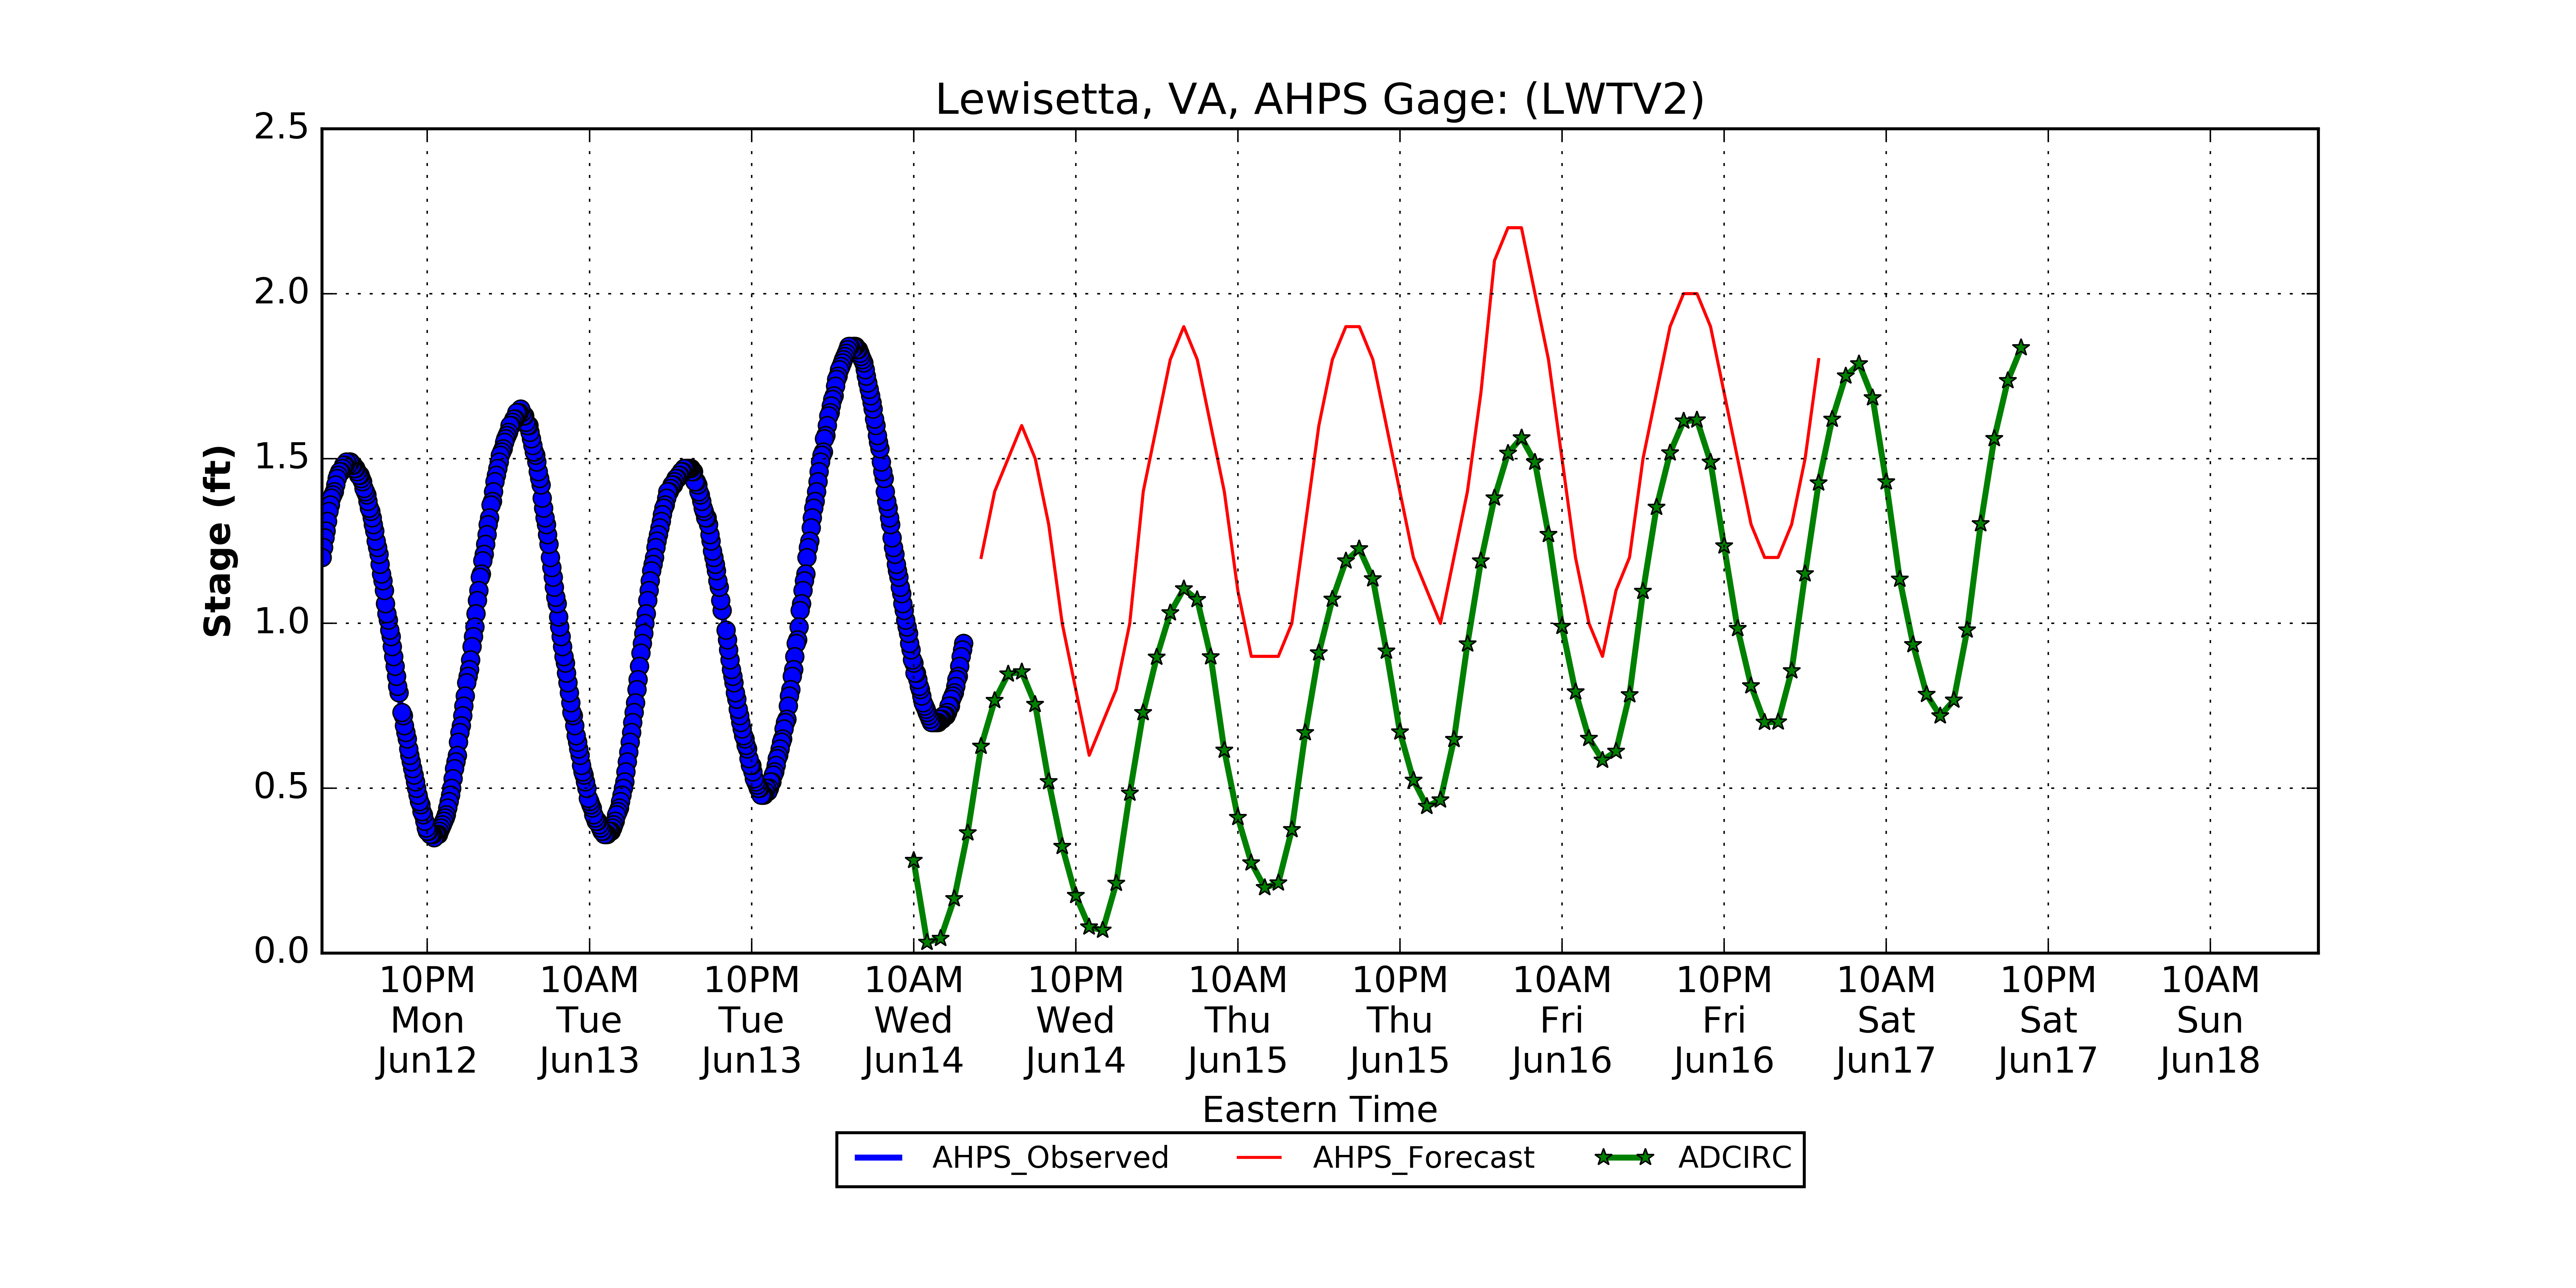 Lewisetta, VA, AHPS Gage: (LWTV2)
2.5
2.0
1.5
1.0
0.5
0.0
Stage (ft)
10PM 10AM 10PM 10AM 10PM 10AM 10PM 10AM 10PM 10AM 10PM 10AM
Mon Tue Tue Wed Wed Thu Thu Fri Fri Sat Sat Sun
Jun12 Jun13 Jun13 Jun14 Jun14 Jun15 Jun15 Jun16 Jun16 Jun17 Jun17 Jun18
Eastern Time
AHPS_Observed AHPS_Forecast ADCIRC